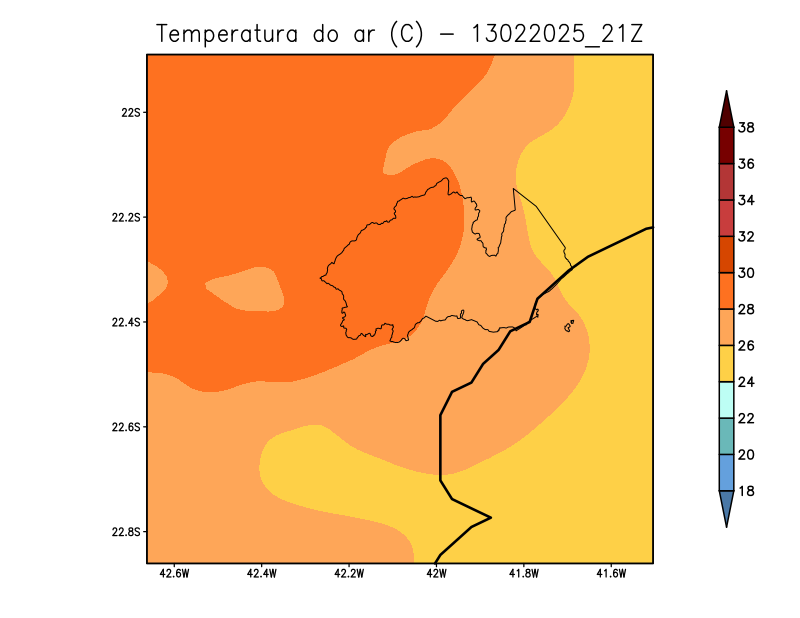 Temperatura do ar (C) - 13022025_21Z
22S
22.2S
22.4S
22.6S
22.8S
42.6W
42.4W
42.2W
42W
41.8W
41.6W
38
36
34
32
30
28
26
24
22
20
18